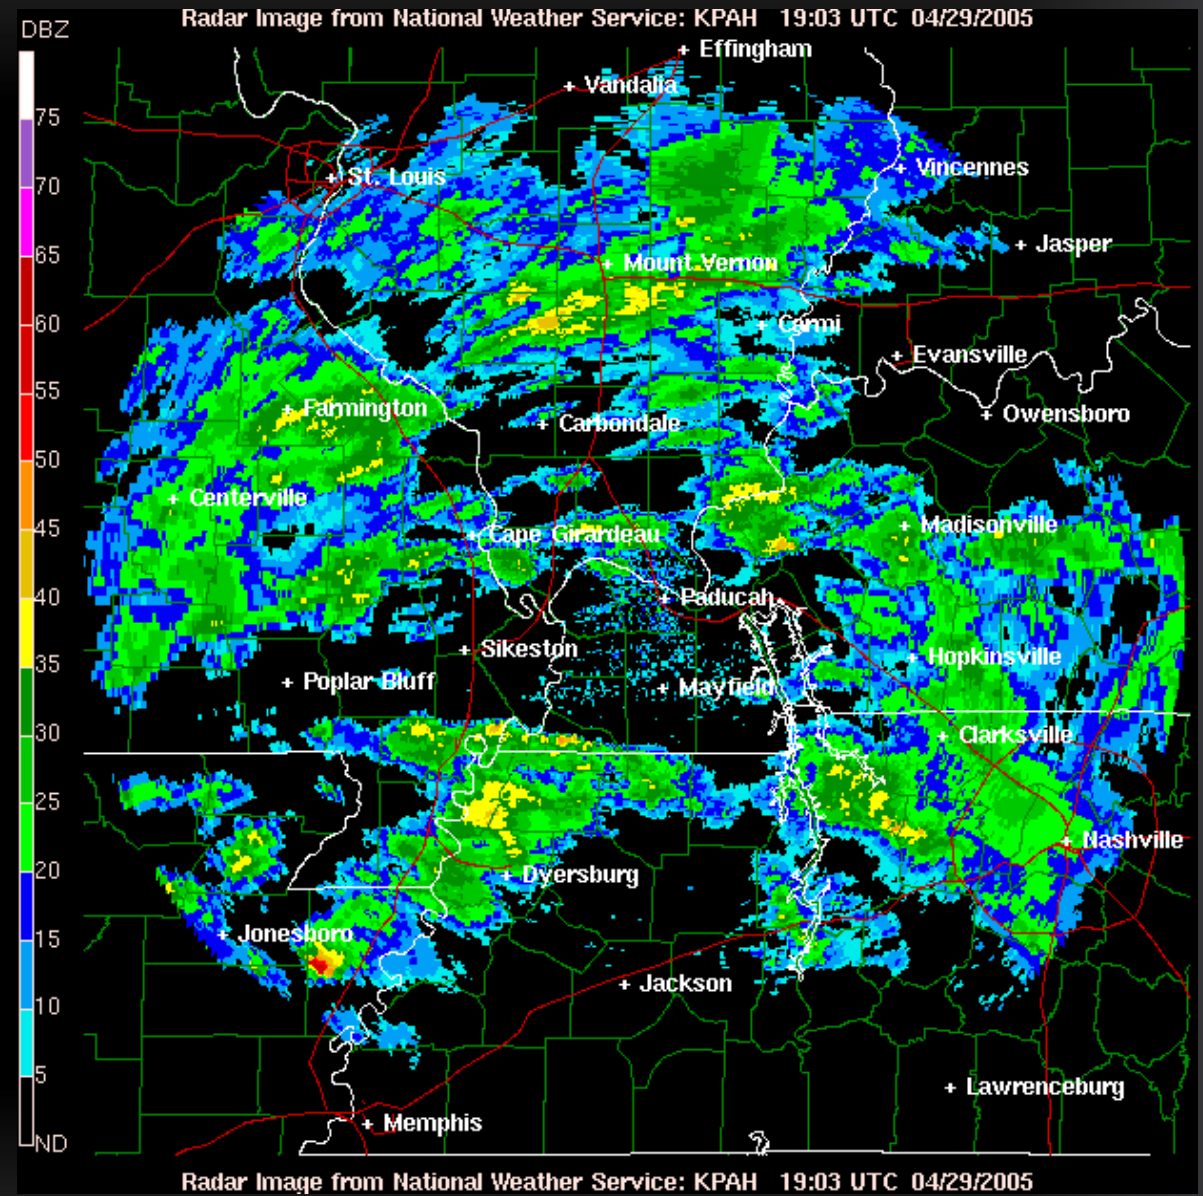 Radar Image from National Weather Service: KPAH 19:03 UTC 04/29/2005
DBZ
Effingham
Vandalia
75
Vincennes
St. Louis
70
Jasper
65
Mount Vernon
60
Carmi
Evansville
55
Farmington
Owensboro
Carbondale
50
Centerville
Madisonville
45
Cape Girardeau
40
Paducah
Sikeston
Hopkinsville
35
Poplar Bluff
Mayfield
30
Clarksville
25
Nashville
20
Dyersburg
15
Jonesboro
Jackson
10
5
Lawrenceburg
Memphis
ND
Radar Image from National Weather Service: KPAH 19:03 UTC 04/29/2005